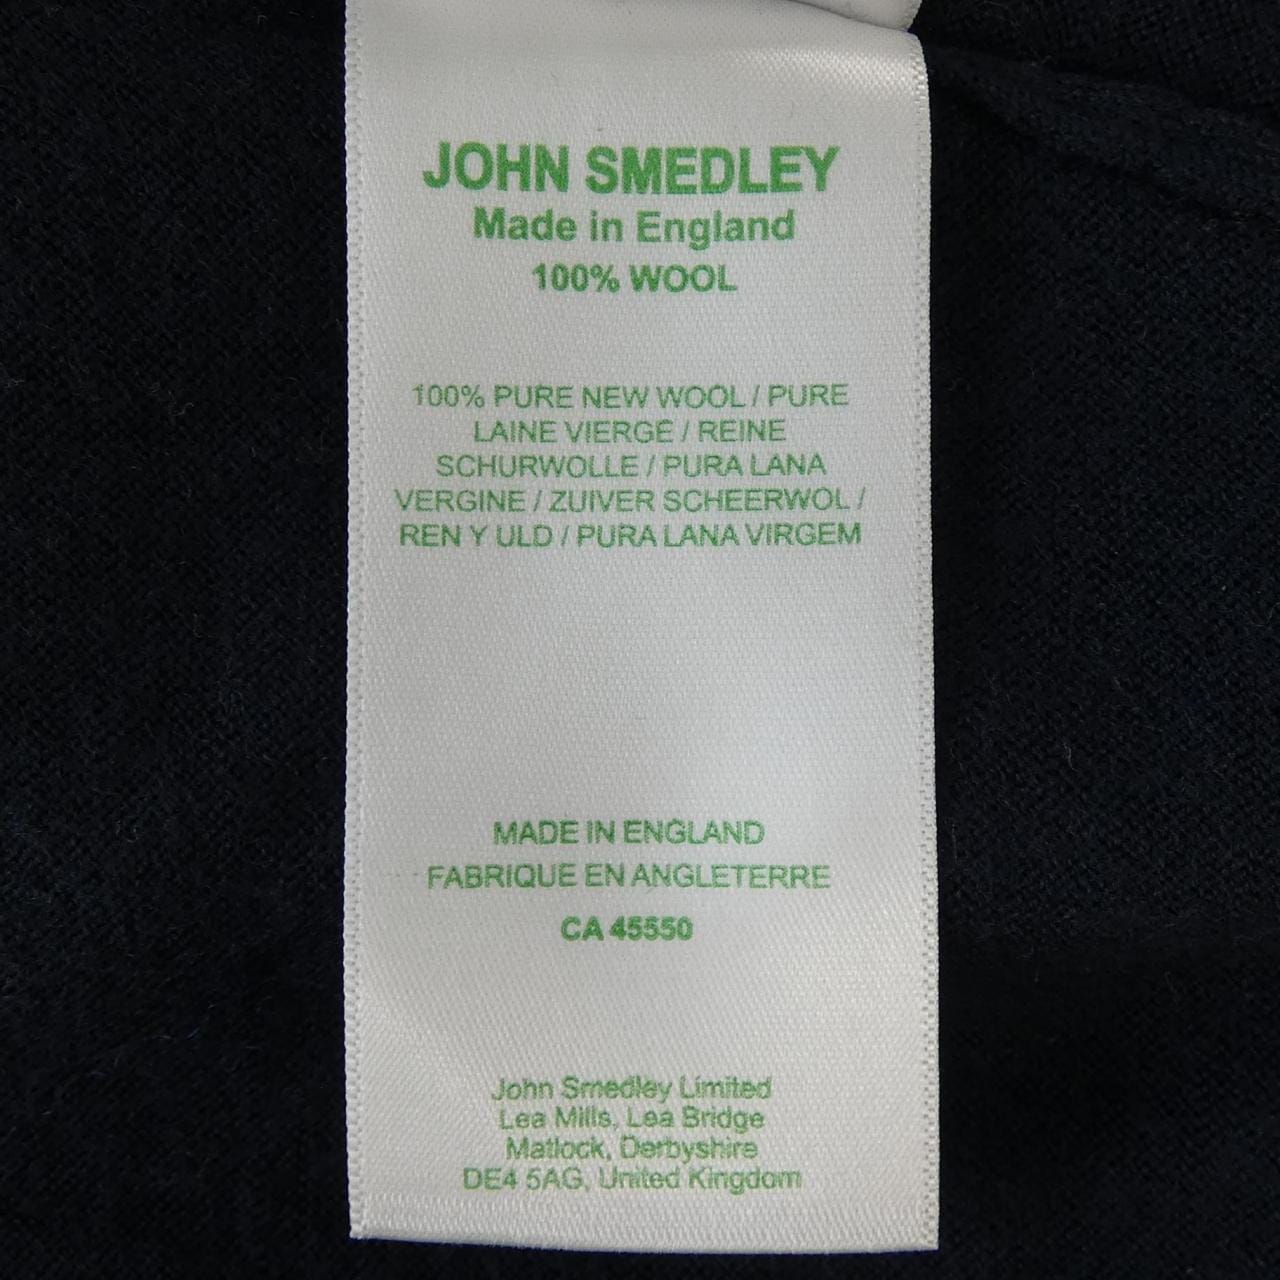 JOHN SMEDLEY
Made in England
100% WOOL
100% PURE NEW WOOL / PURE
LAINE VIERGE / REINE
SCHURWOLLE / PURA LANA
VERGINE / ZUIVER SCHEERWOL /
REN Y ULD / PURA LANA VIRGEM
MADE IN ENGLAND
FABRIQUE EN ANGLETERRE
CA 45550
John Smedley Limited
Lea Mills, Lea Bridge
Matlock, Derbyshire
DE4 5AG, United Kingdom